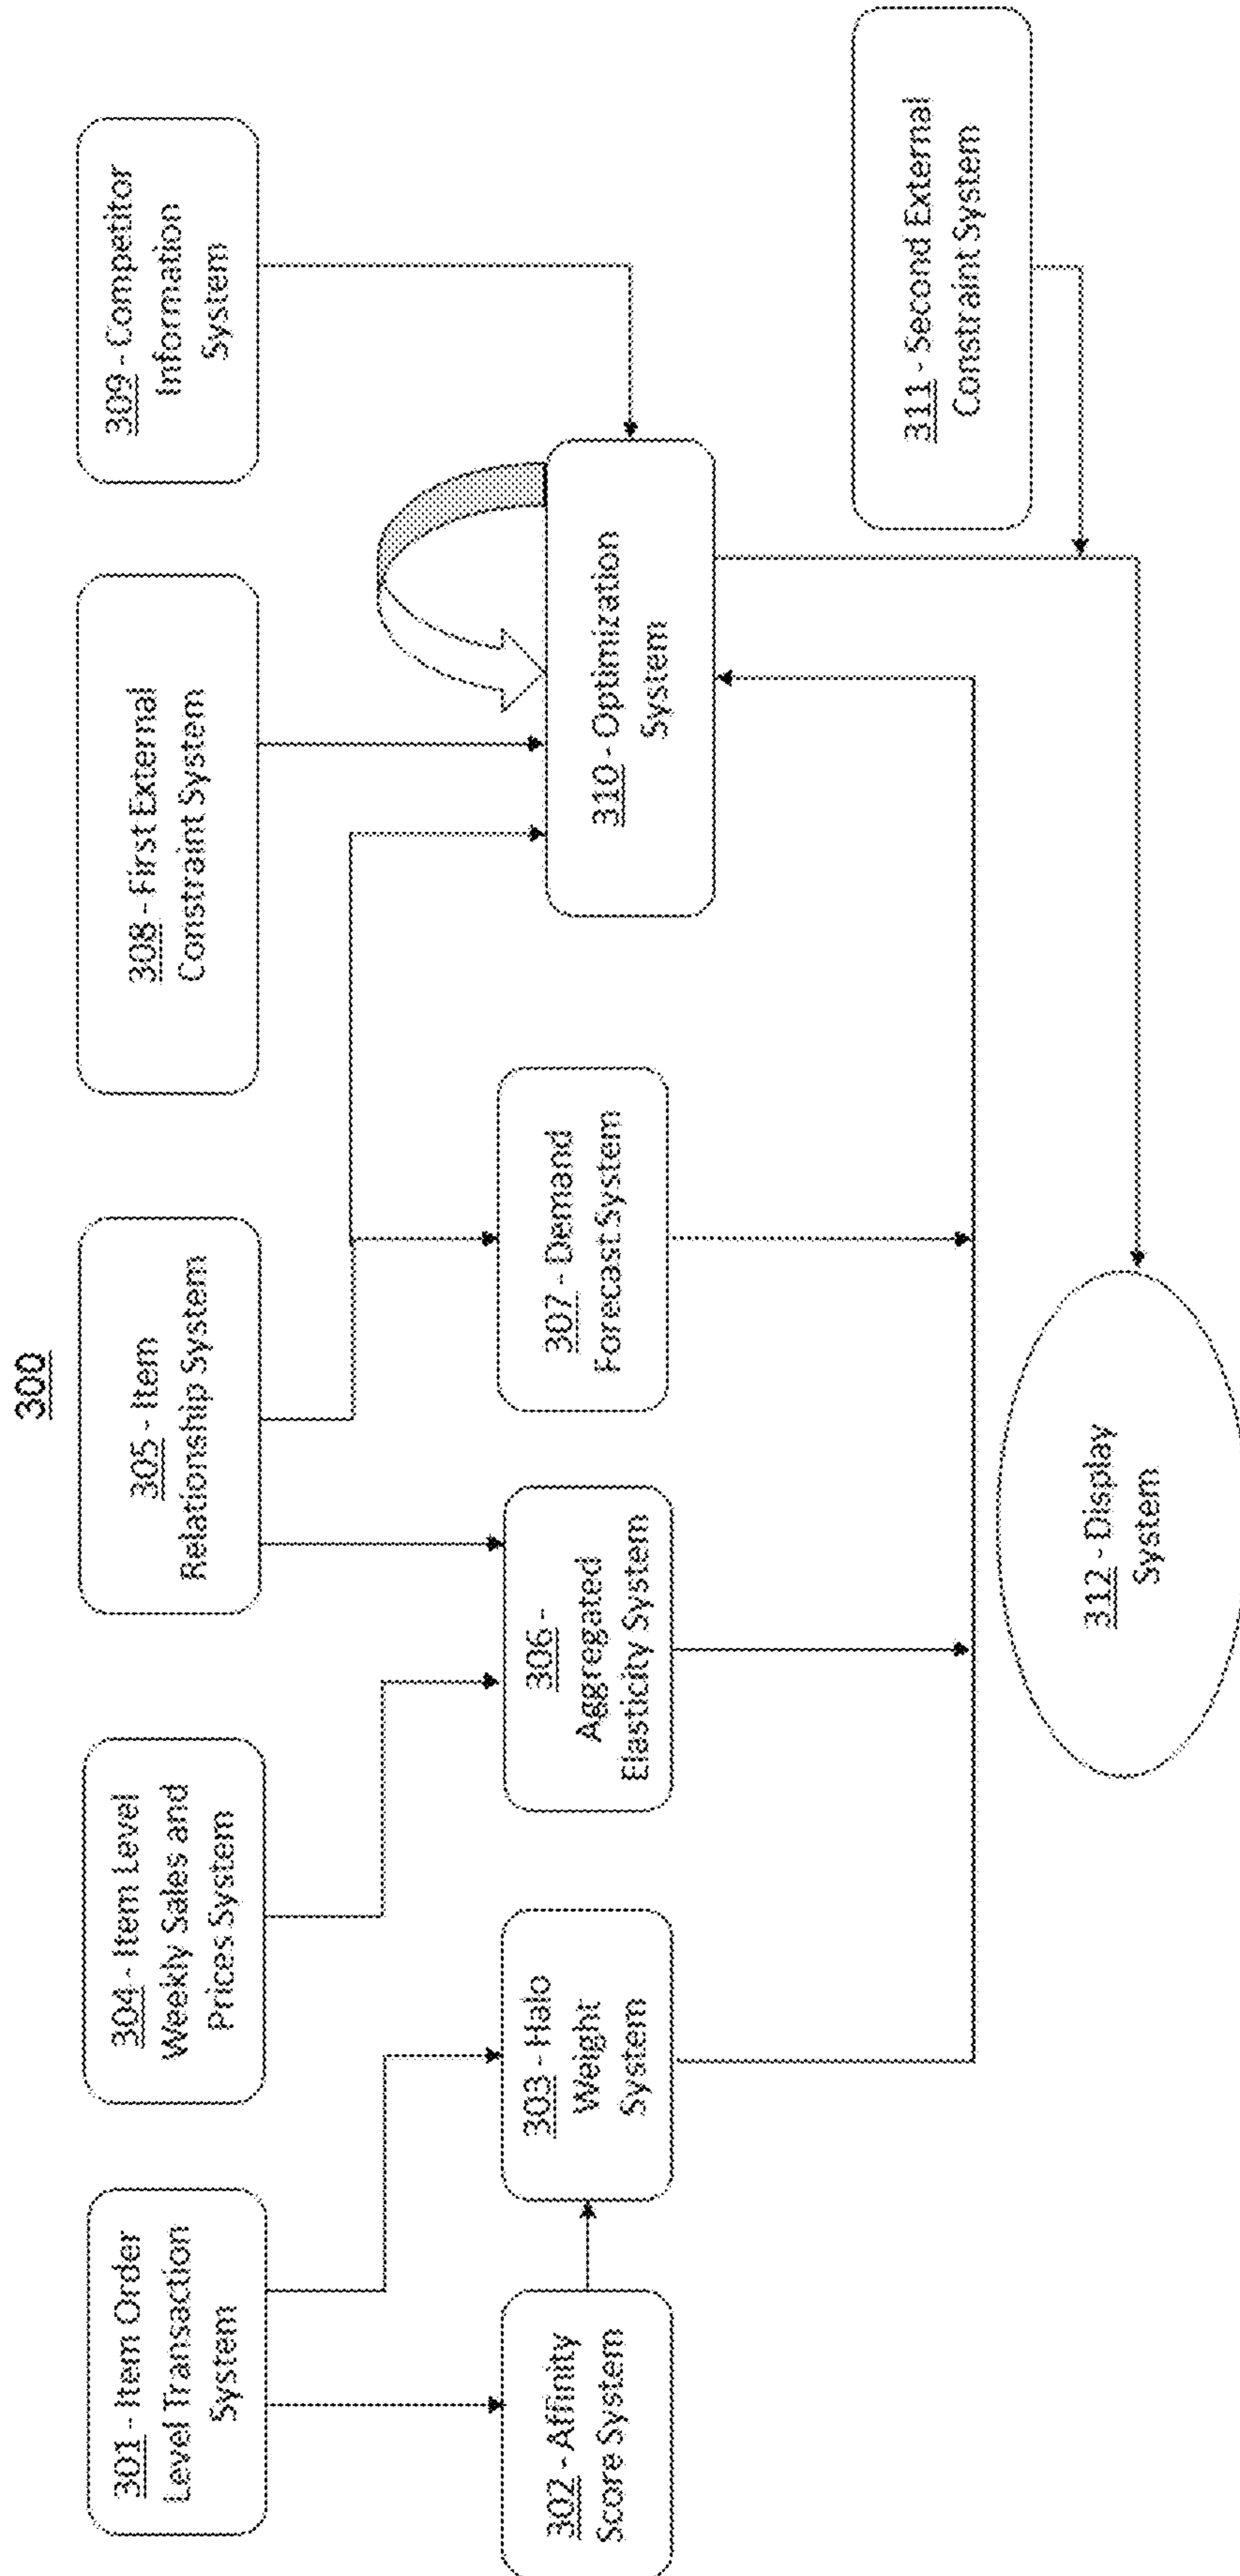 300
301 - Item Order
Level Transaction
System
304 - Item Level
Weekly Sales and
Prices System
305 - Item
Relationship System
308 - First External
Constraint System
309 - Competitor
Information
System
302 - Affinity
Score System
303 - Halo
Weight
System
306 -
Aggregated
Elasticity System
307 - Demand
Forecast System
310 - Optimization
System
311 - Second External
Constraint System
312 - Display
System